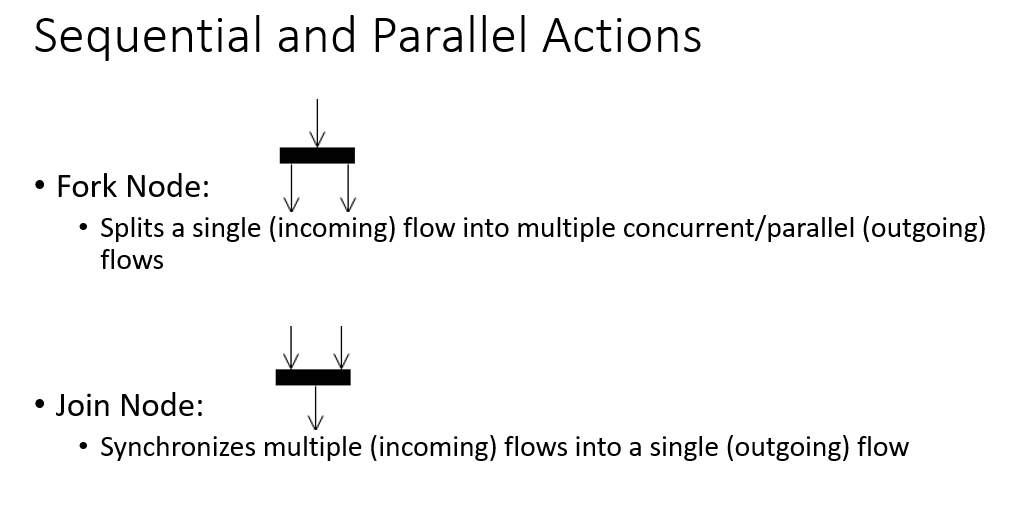 Sequential and Parallel Actions
• Fork Node:
• Splits a single (incoming) flow into multiple concurrent/parallel (outgoing)
flows
• Join Node:
• Synchronizes multiple (incoming) flows into a single (outgoing) flow